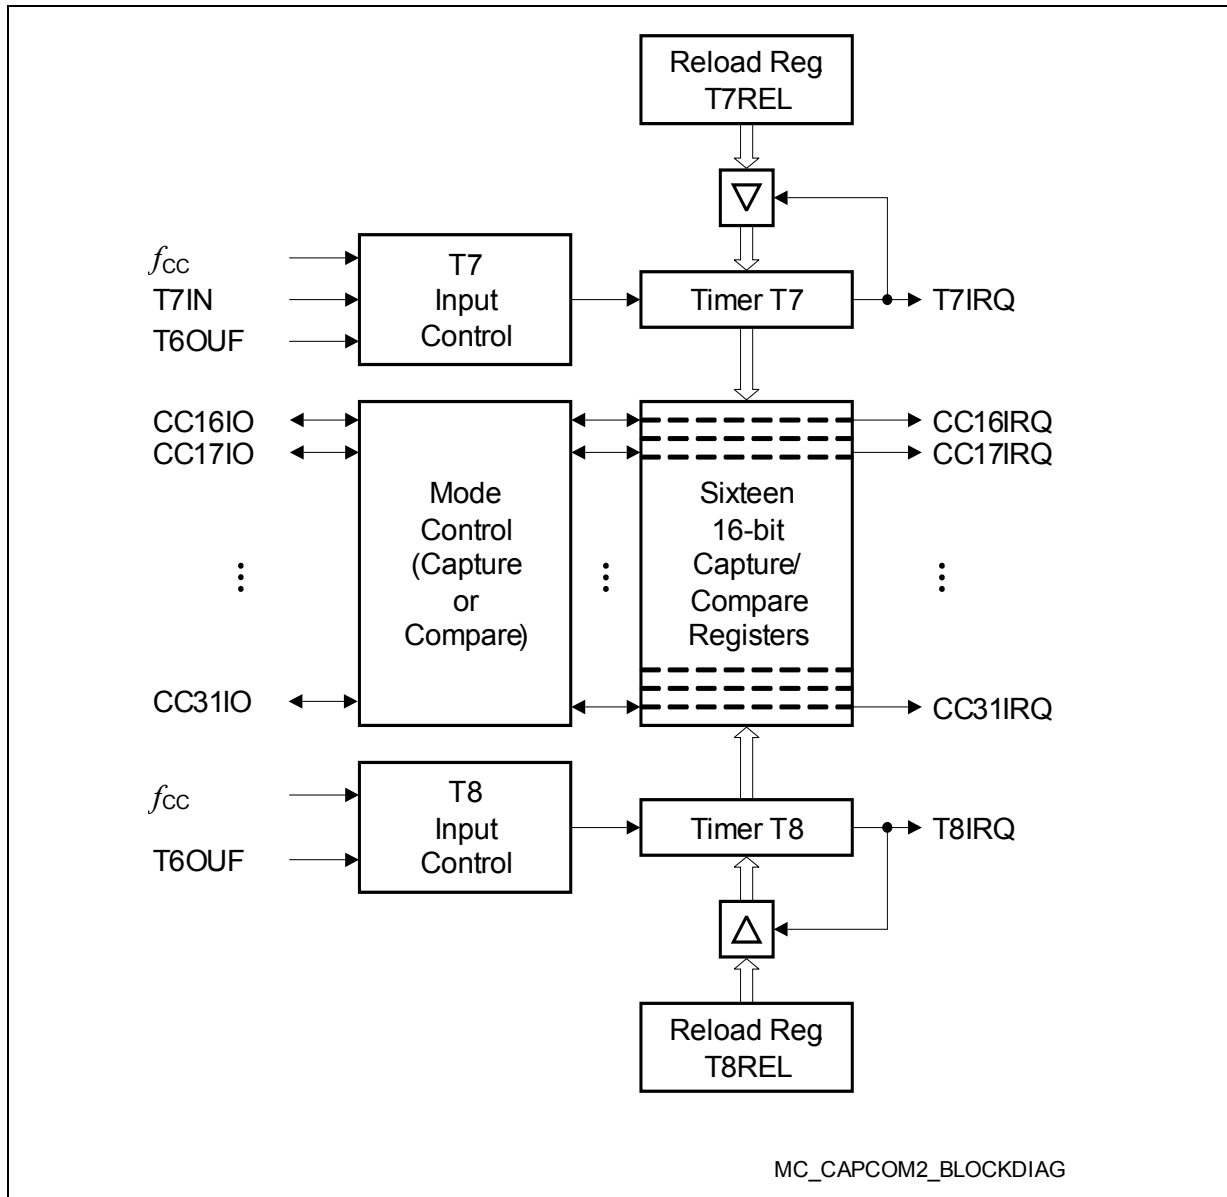 Reload Reg.
T7REL
fCC
T7IN
T6OUF
T7
Input
Control
Timer T7
T7IRQ
CC16IO
CC17IO
CC31IO
Mode
Control
(Capture
or
Compare)
Sixteen
16-bit
Capture/
Compare
Registers
CC16IRQ
CC17IRQ
CC31IRQ
fCC
T6OUF
T8
Input
Control
Timer T8
T8IRQ
Reload Reg.
T8REL
MC_CAPCOM2_BLOCKDIAG